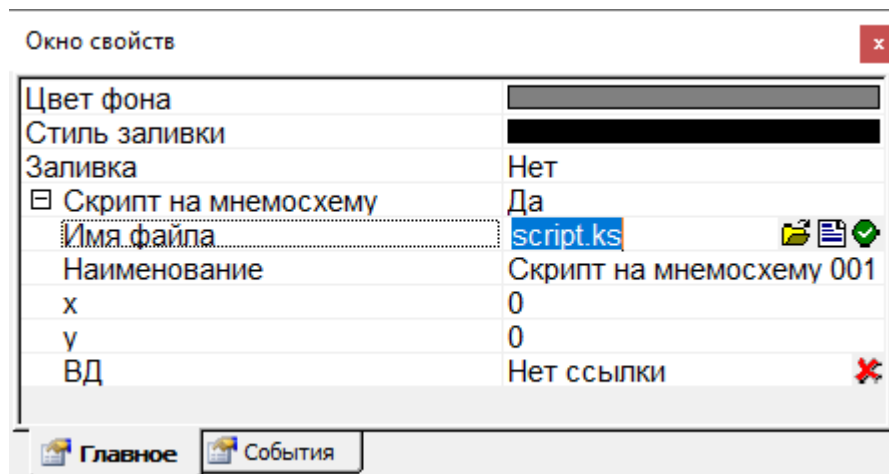 Окно свойств
x
Цвет фона
Стиль заливки
Заливка Нет
Скрипт на мнемосхему Да
Имя файла script.ks
Наименование Скрипт на мнемосхему 001
x 0
y 0
ВД Нет ссылки
Главное События